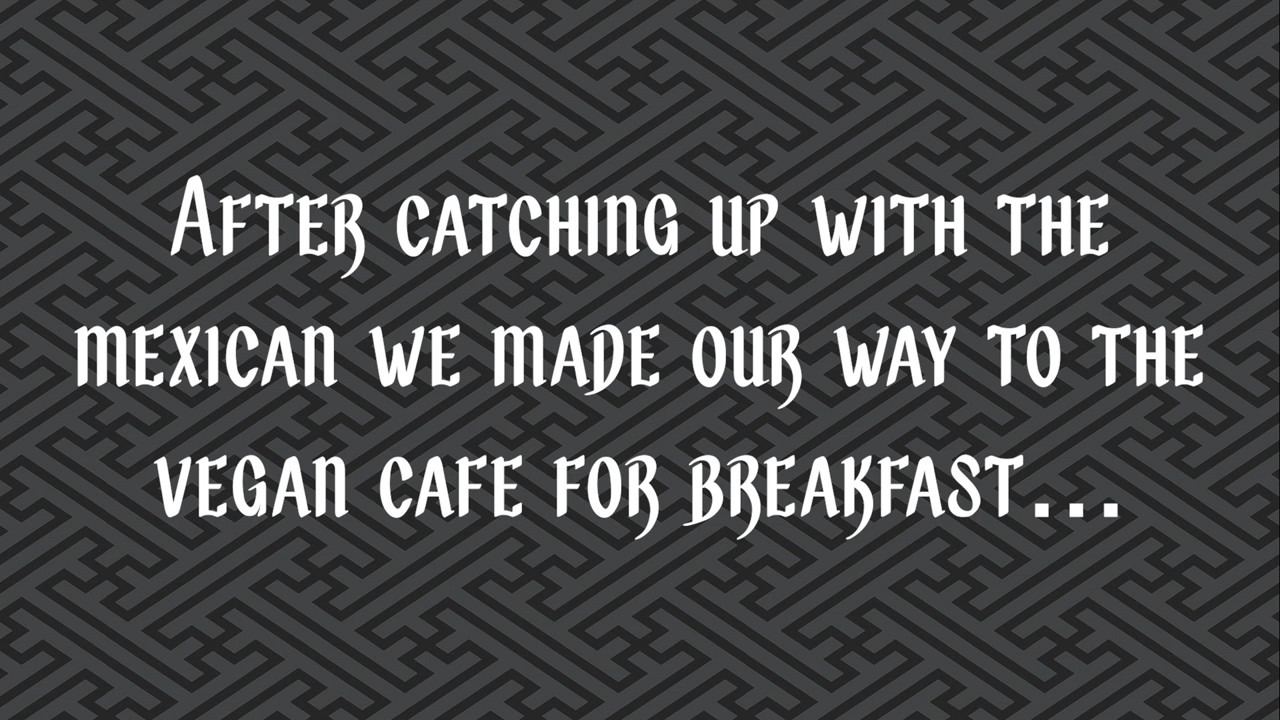 After catching up with the
mexican we made our way to the
vegan cafe for breakfast...